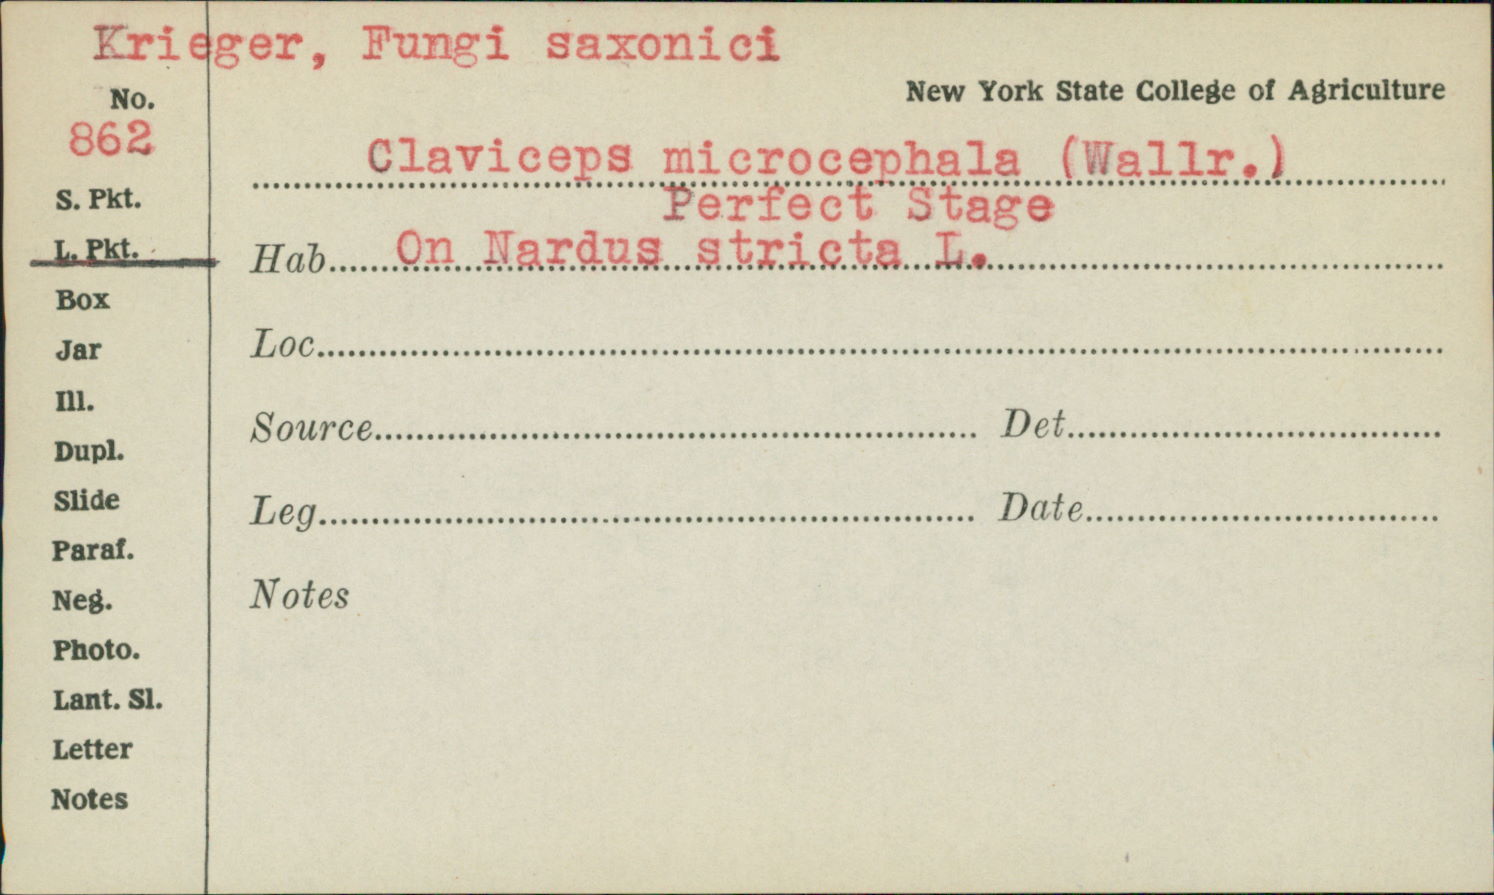 Krieger, Fungi saxonici
New York State College of Agriculture
No.
862
Claviceps microcephala (Wallr.)
Perfect Stage
Hab. On Nardus stricta L.
Loc.
Source Det.
Leg. Date
Notes
S. Pkt.
L. Pkt.
Box
Jar
Ill.
Dupl.
Slide
Paraf.
Neg.
Photo.
Lant. Sl.
Letter
Notes